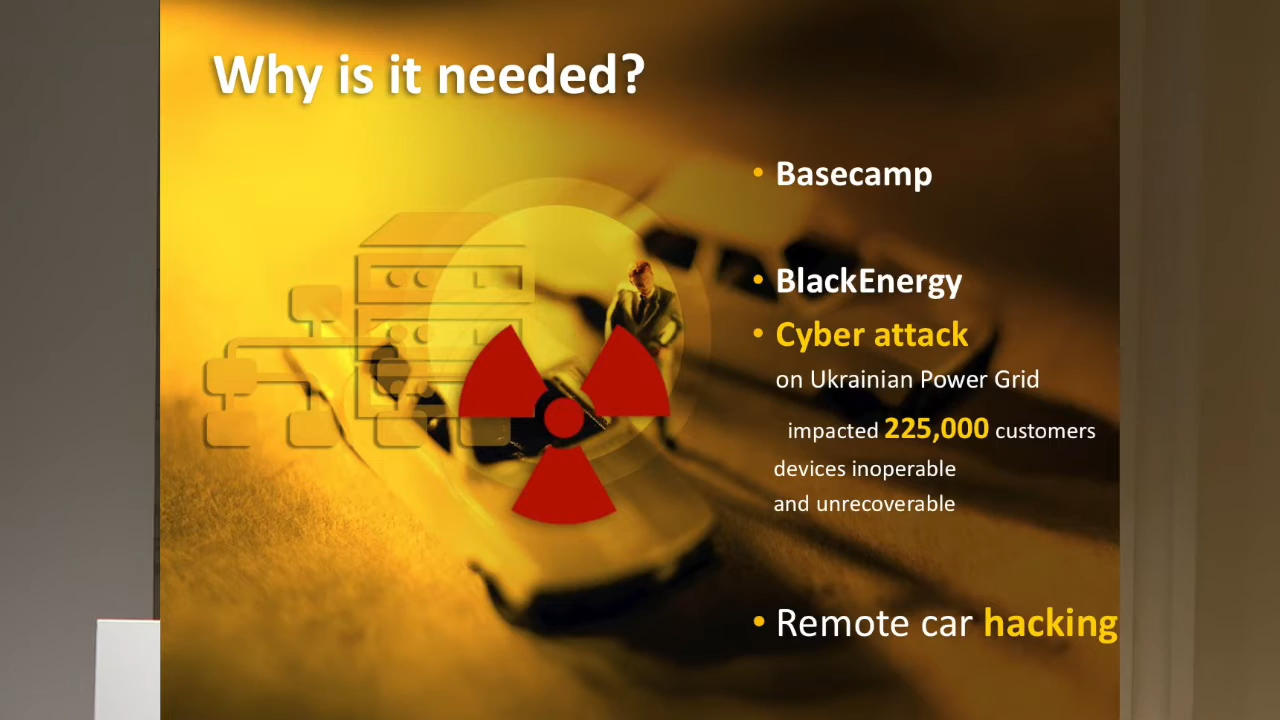 Why is it needed?
• Basecamp
• BlackEnergy
• Cyber attack
on Ukrainian Power Grid
impacted 225,000 customers
devices inoperable
and unrecoverable
• Remote car hacking